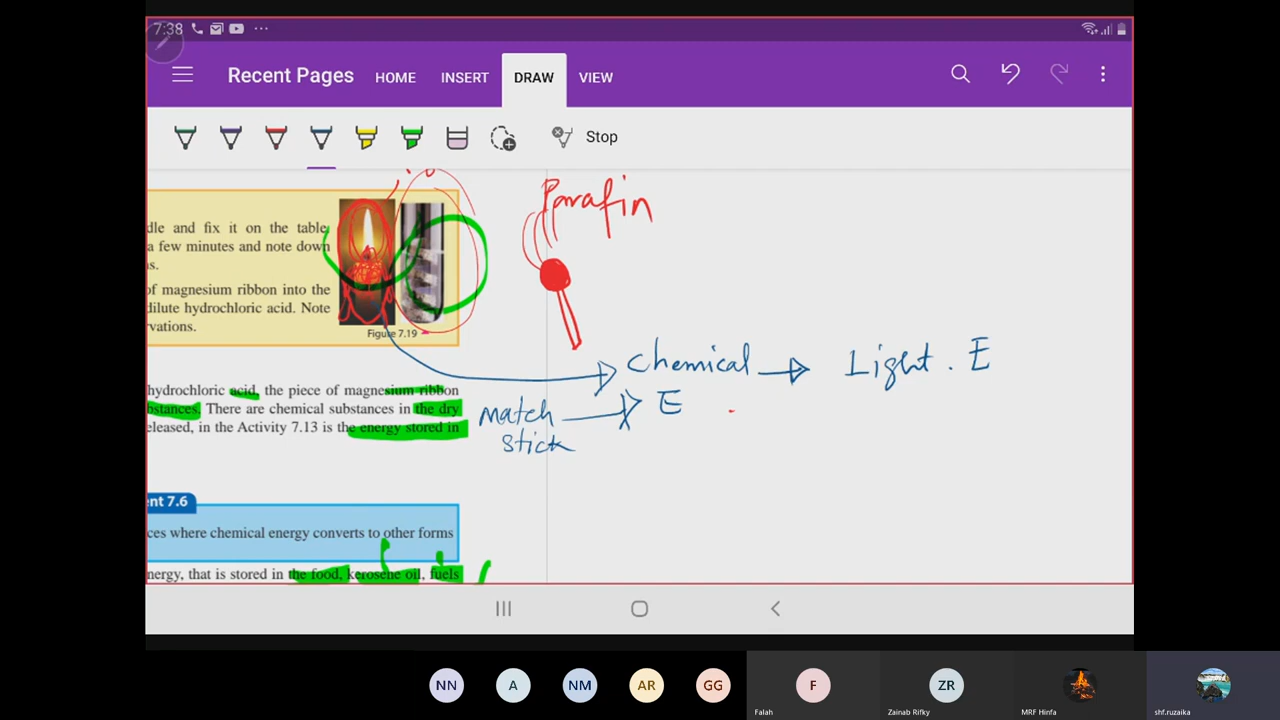 7:38
Recent Pages HOME INSERT DRAW VIEW
Stop
Parafin
dle and fix it on the table
a few minutes and note down
s.
of magnesium ribbon into the
dilute hydrochloric acid. Note
vations.
Figure 7.19
hydrochloric acid, the piece of magnesium ribbon
bstances. There are chemical substances in the dry
eleased, in the Activity 7.13 is the energy stored in
Chemical Light. E
E
match
stick
ent 7.6
ces where chemical energy converts to other forms
nergy, that is stored in the food, kerosene oil, fuels
NN A NM AR GG F ZR
Falah Zainab Rifky MRF Hinfa shf.ruzaika